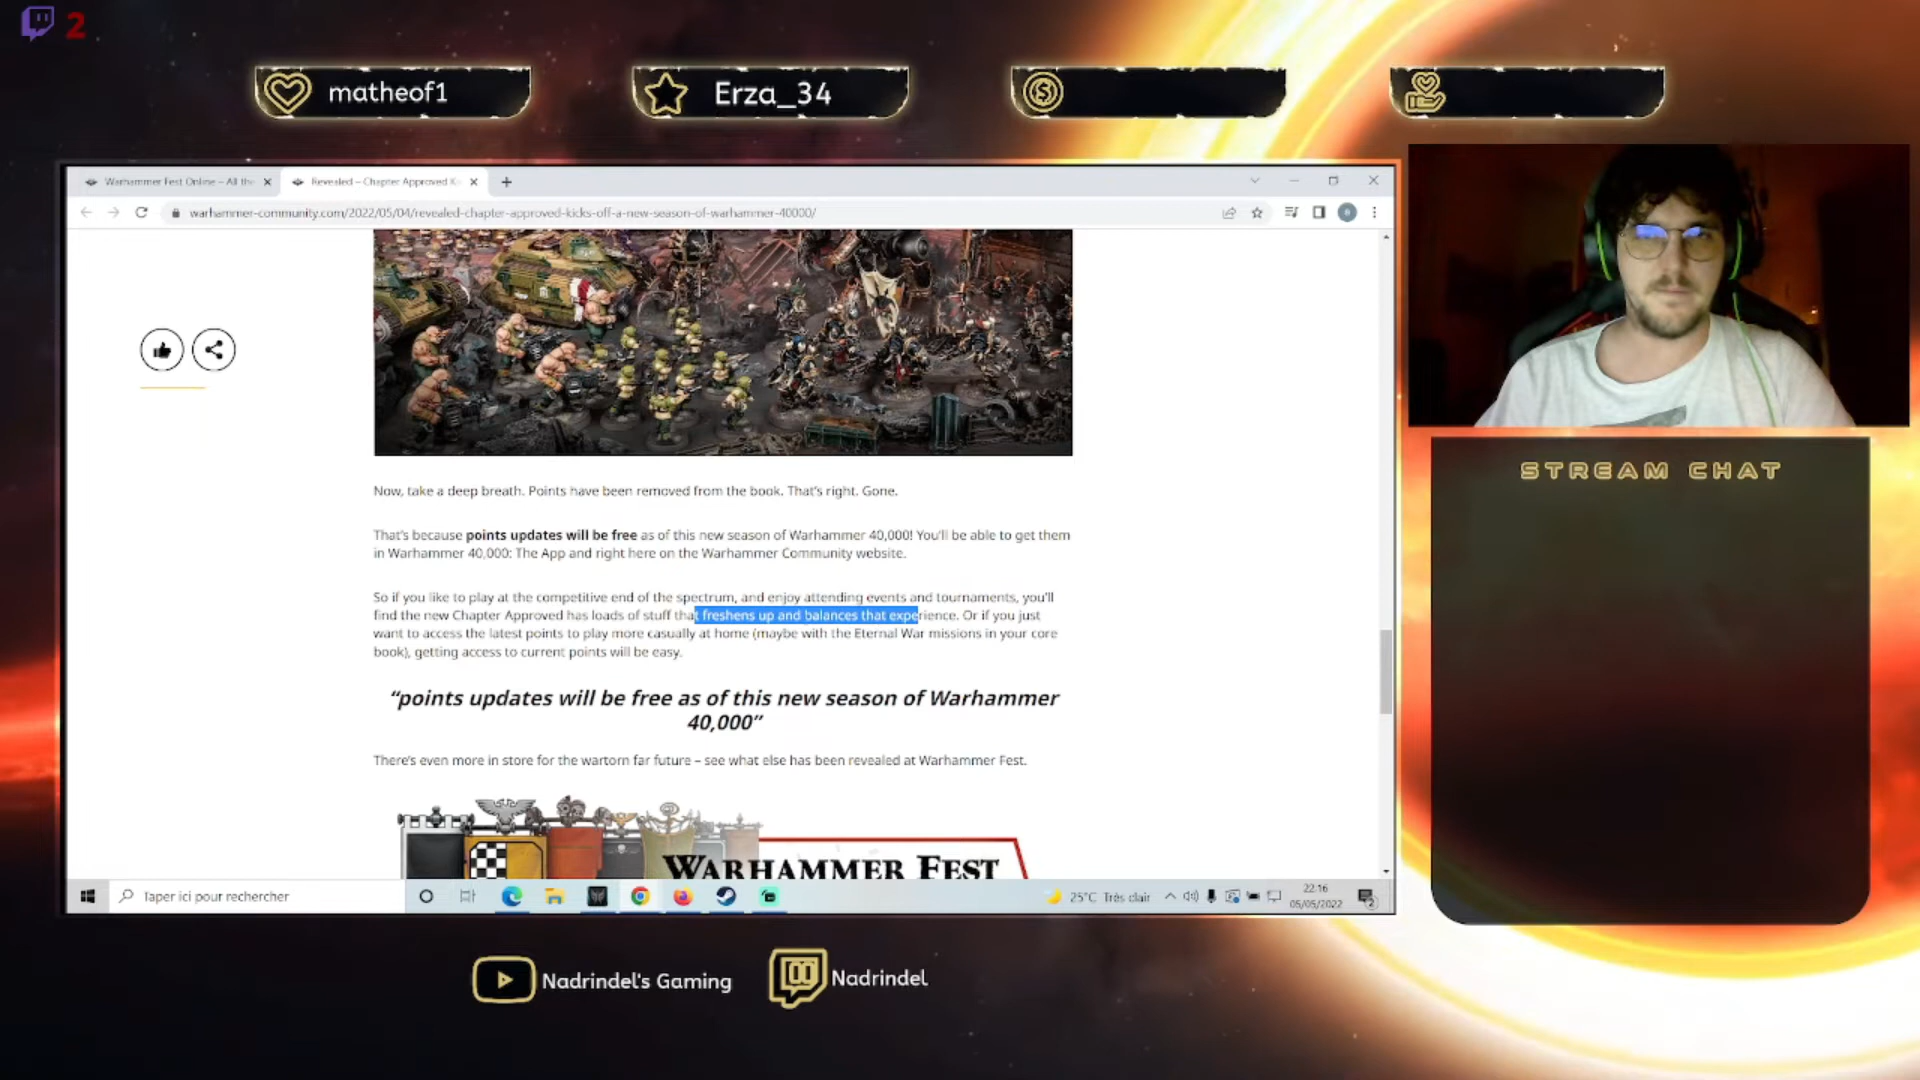 2
matheof1
Erza_34
Warhammer Fest Online – All the
Revealed – Chapter Approved K
warhammer-community.com/2022/05/04/revealed-chapter-approved-kicks-off-a-new-season-of-warhammer-40000/
Now, take a deep breath. Points have been removed from the book. That's right. Gone.
That's because points updates will be free as of this new season of Warhammer 40,000! You'll be able to get them
in Warhammer 40,000: The App and right here on the Warhammer Community website.
So if you like to play at the competitive end of the spectrum, and enjoy attending events and tournaments, you'll
find the new Chapter Approved has loads of stuff that freshens up and balances that experience. Or if you just
want to access the latest points to play more casually at home (maybe with the Eternal War missions in your core
book), getting access to current points will be easy.
“points updates will be free as of this new season of Warhammer
40,000”
There's even more in store for the wartorn far future – see what else has been revealed at Warhammer Fest.
WARHAMMER FEST
Taper ici pour rechercher
25°C Très clair
22:16
05/05/2022
2
STREAM CHAT
Nadrindel's Gaming
Nadrindel